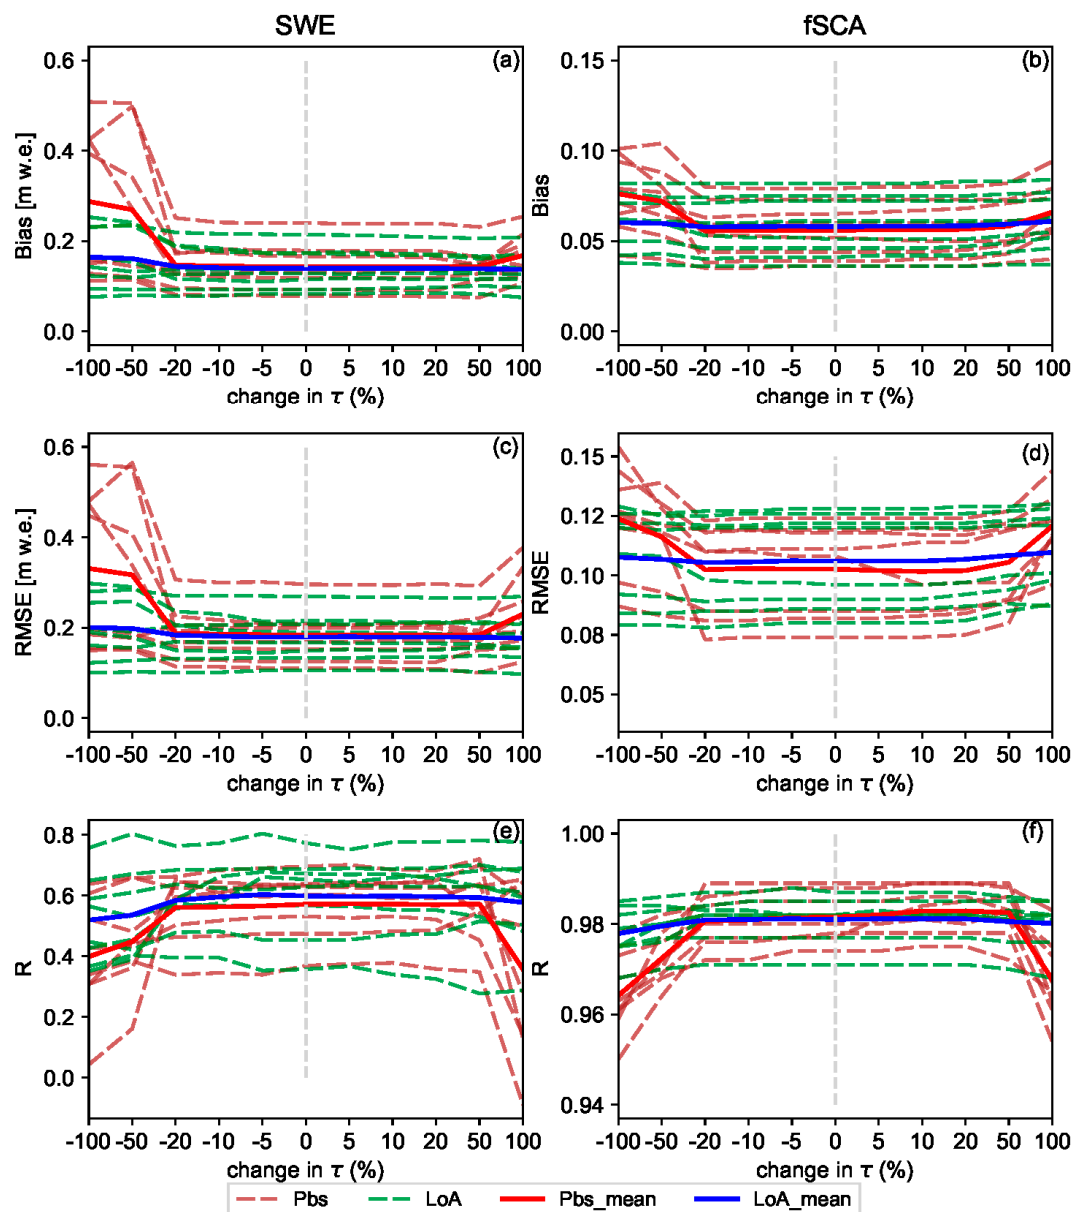 SWE
fSCA
(a)
0.6
0.4
0.2
0.0
Bias [m w.e.]
-100 -50 -20 -10 -5 0 5 10 20 50 100
change in τ (%)
(b)
0.15
0.10
0.05
0.00
Bias
-100 -50 -20 -10 -5 0 5 10 20 50 100
change in τ (%)
(c)
0.6
0.4
0.2
0.0
RMSE [m w.e.]
-100 -50 -20 -10 -5 0 5 10 20 50 100
change in τ (%)
(d)
0.15
0.12
0.10
0.08
0.05
RMSE
-100 -50 -20 -10 -5 0 5 10 20 50 100
change in τ (%)
(e)
0.8
0.6
0.4
0.2
0.0
R
-100 -50 -20 -10 -5 0 5 10 20 50 100
change in τ (%)
(f)
1.00
0.98
0.96
0.94
R
-100 -50 -20 -10 -5 0 5 10 20 50 100
change in τ (%)
Pbs LoA Pbs_mean LoA_mean